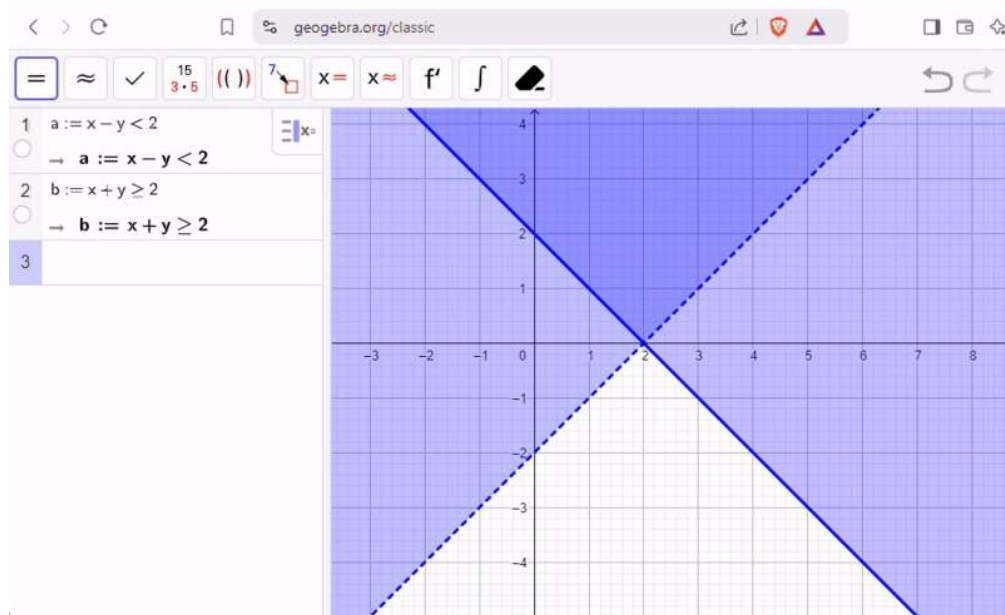 geogebra.org/classic
= ≈ ✓ 15 3·5 (( )) 7 x= x≈ f′ ∫
1 a := x − y < 2
→ a := x − y < 2
x=
2 b := x + y ≥ 2
→ b := x + y ≥ 2
3
4
3
2
1
−3 −2 −1 0 1 2 3 4 5 6 7 8
−1
−2
−3
−4